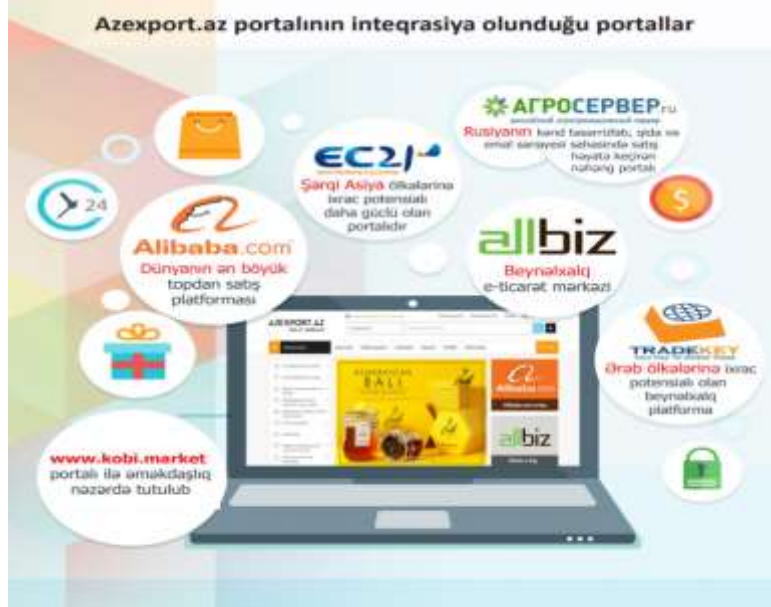 Azexport.az portalının inteqrasiya olunduğu portallar
АГРОСЕРВЕР.ru
Rusiyanın kənd təsərrüfatı, qida və
emal sənayesi sahəsində satış
həyata keçirən
nəhəng portalı
EC21
Şərqi Asiya ölkələrinə
ixrac potensialı
daha güclü olan
portalıdır
24
Alibaba.com
Dünyanın ən böyük
topdan satış
platforması
allbiz
Beynəlxalq
e-ticarət mərkəzi
TRADEKEY
Ərəb ölkələrinə ixrac
potensialı olan
beynəlxalq
platforma
AZEXPORT.AZ
AZERBAIJAN
BALI
Alibaba.com
allbiz
www.kobi.market
portalı ilə əməkdaşlıq
nəzərdə tutulub